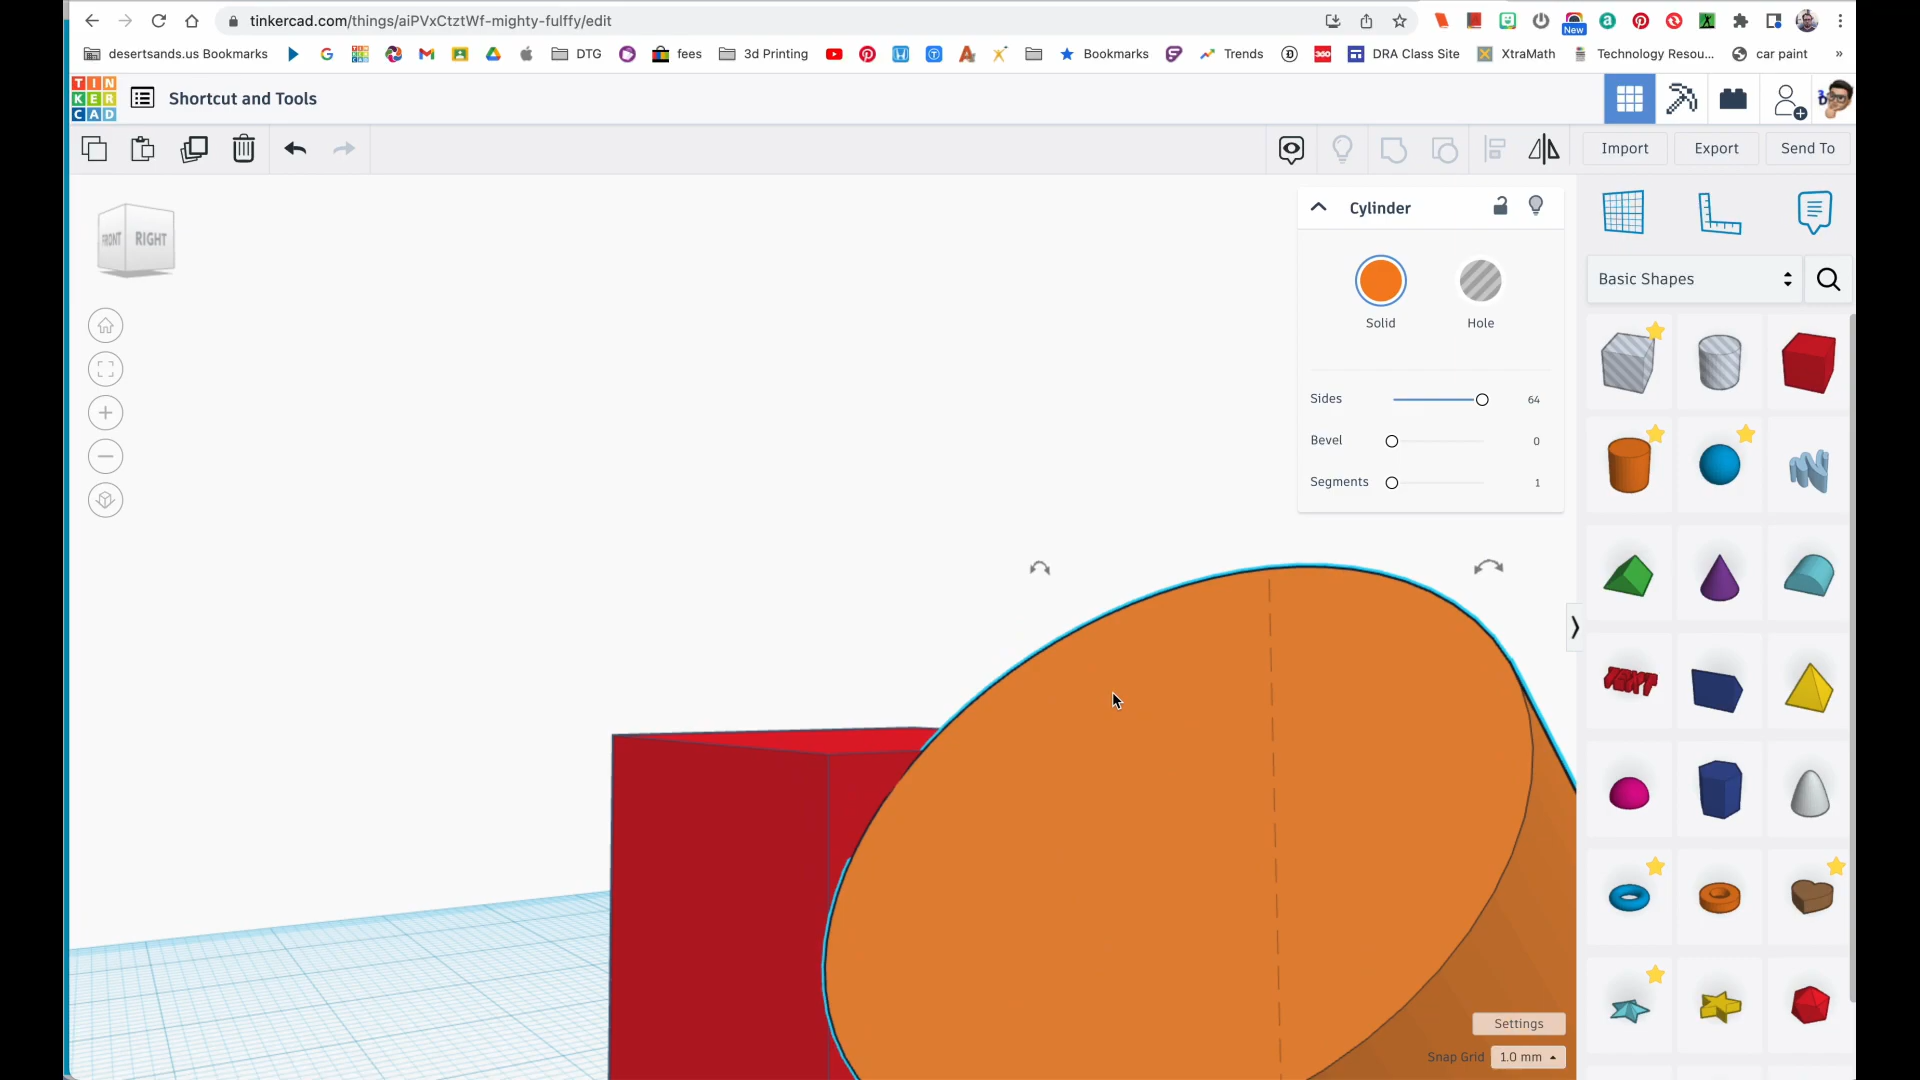 tinkercad.com/things/aiPVxCtztWf-mighty-fulffy/edit
New
desertsands.us Bookmarks
DTG
fees
3d Printing
Bookmarks
Trends
DRA Class Site
XtraMath
Technology Resou...
car paint
»
TIN
KER
CAD
Shortcut and Tools
Import
Export
Send To
FRONT
RIGHT
Cylinder
Solid
Hole
Sides
64
Bevel
0
Segments
1
Basic Shapes
TEXT
Settings
Snap Grid
1.0 mm